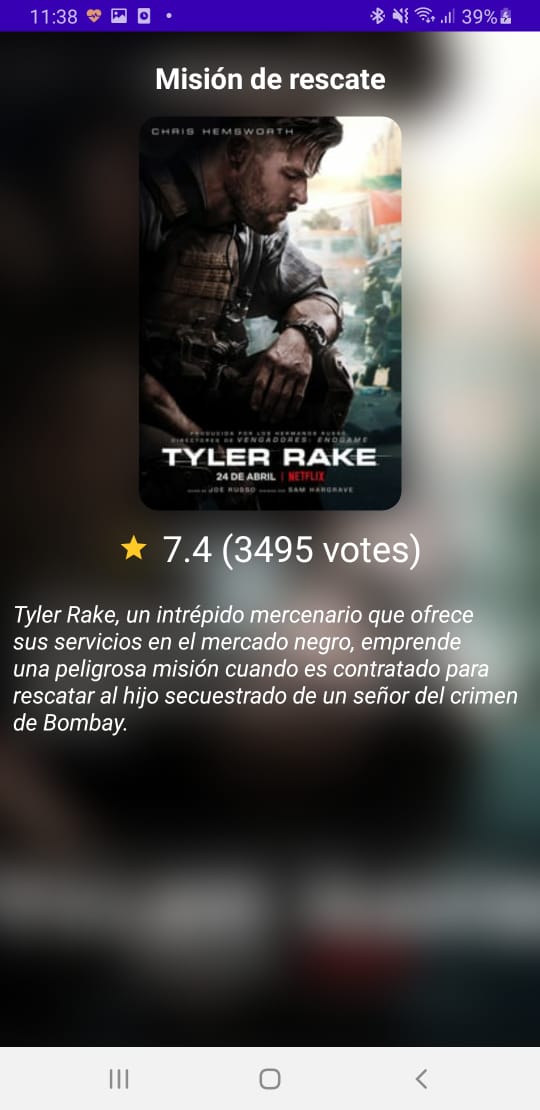 11:38
39%
Misión de rescate
CHRIS HEMSWORTH
PRODUCIDA POR LOS HERMANOS RUSSO
DIRECTORES DE VENGADORES: ENDGAME
TYLER RAKE
24 DE ABRIL | NETFLIX
JOE RUSSO SAM HARGRAVE
7.4 (3495 votes)
Tyler Rake, un intrépido mercenario que ofrece
sus servicios en el mercado negro, emprende
una peligrosa misión cuando es contratado para
rescatar al hijo secuestrado de un señor del crimen
de Bombay.